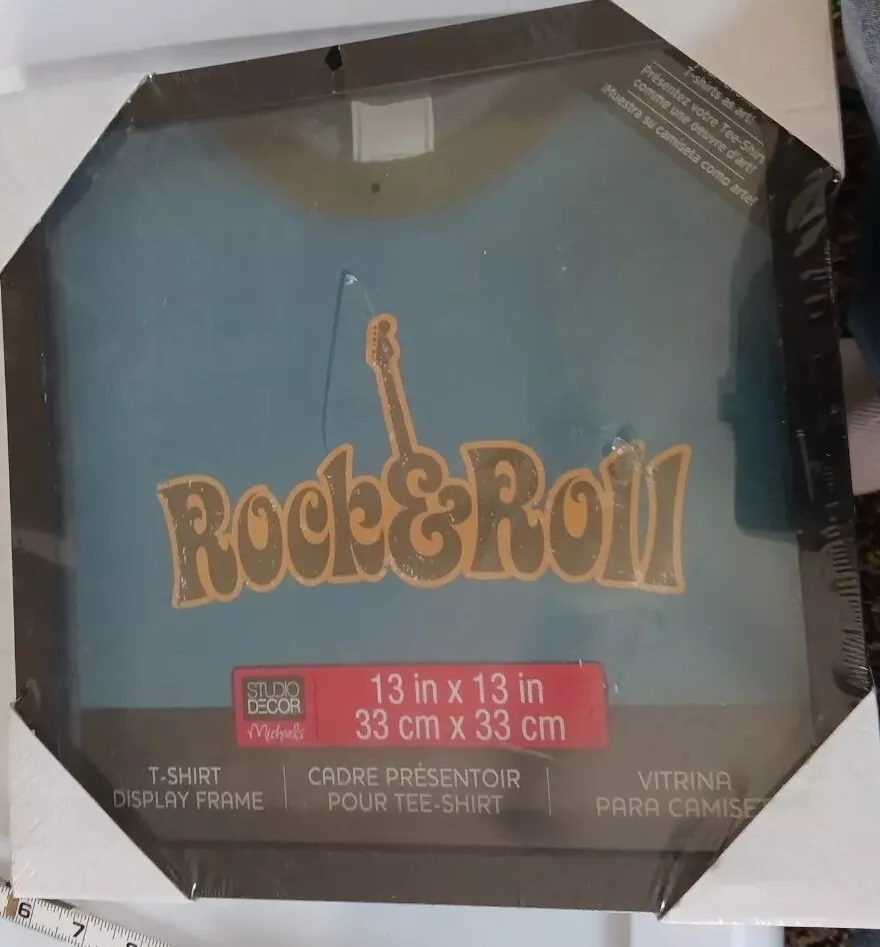 T-shirts as art!
Présentez votre Tee-Shirt
comme une oeuvre d'art!
¡Muestra su camiseta como arte!
Rock & Roll
STUDIO
DECOR
Michaels
13 in x 13 in
33 cm x 33 cm
T-SHIRT
DISPLAY FRAME
CADRE PRÉSENTOIR
POUR TEE-SHIRT
VITRINA
PARA CAMISET
6
7